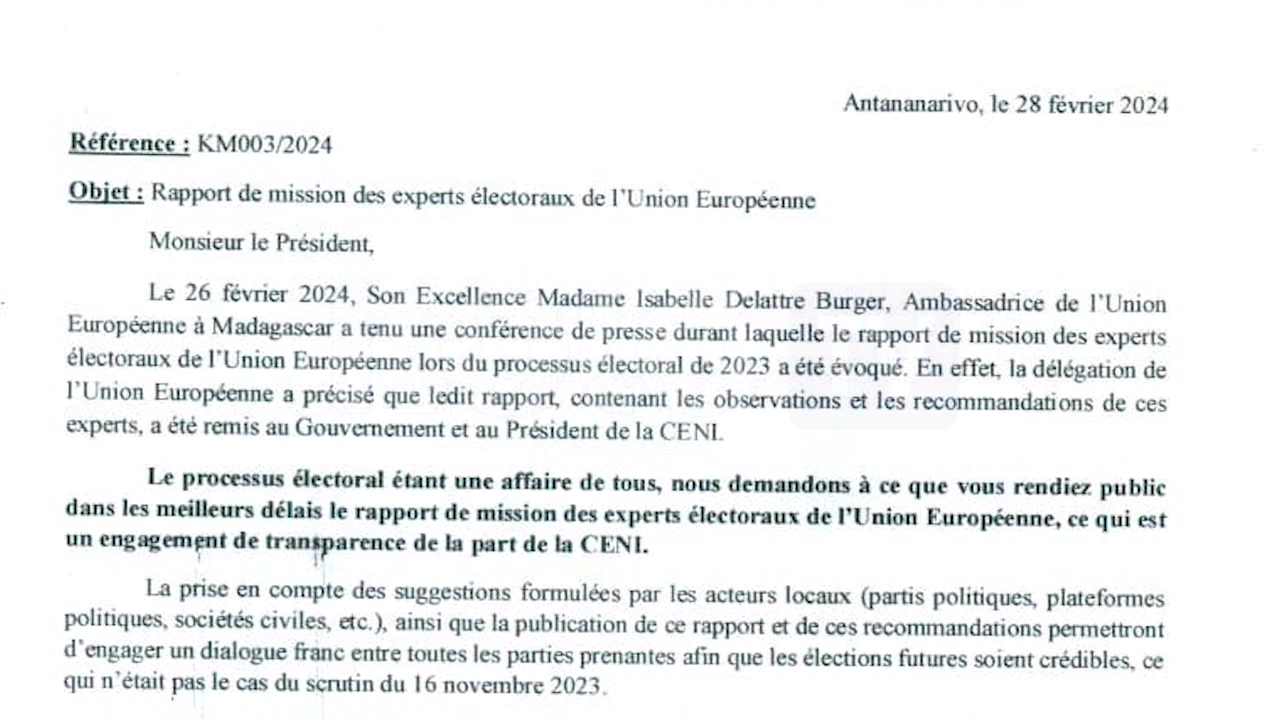 Antananarivo, le 28 février 2024
Référence : KM003/2024
Objet : Rapport de mission des experts électoraux de l'Union Européenne
Monsieur le Président,
Le 26 février 2024, Son Excellence Madame Isabelle Delattre Burger, Ambassadrice de l'Union
Européenne à Madagascar a tenu une conférence de presse durant laquelle le rapport de mission des experts
électoraux de l'Union Européenne lors du processus électoral de 2023 a été évoqué. En effet, la délégation de
l'Union Européenne a précisé que ledit rapport, contenant les observations et les recommandations de ces
experts, a été remis au Gouvernement et au Président de la CENI.
Le processus électoral étant une affaire de tous, nous demandons à ce que vous rendiez public
dans les meilleurs délais le rapport de mission des experts électoraux de l'Union Européenne, ce qui est
un engagement de transparence de la part de la CENI.
La prise en compte des suggestions formulées par les acteurs locaux (partis politiques, plateformes
politiques, sociétés civiles, etc.), ainsi que la publication de ce rapport et de ces recommandations permettront
d'engager un dialogue franc entre toutes les parties prenantes afin que les élections futures soient crédibles, ce
qui n'était pas le cas du scrutin du 16 novembre 2023.